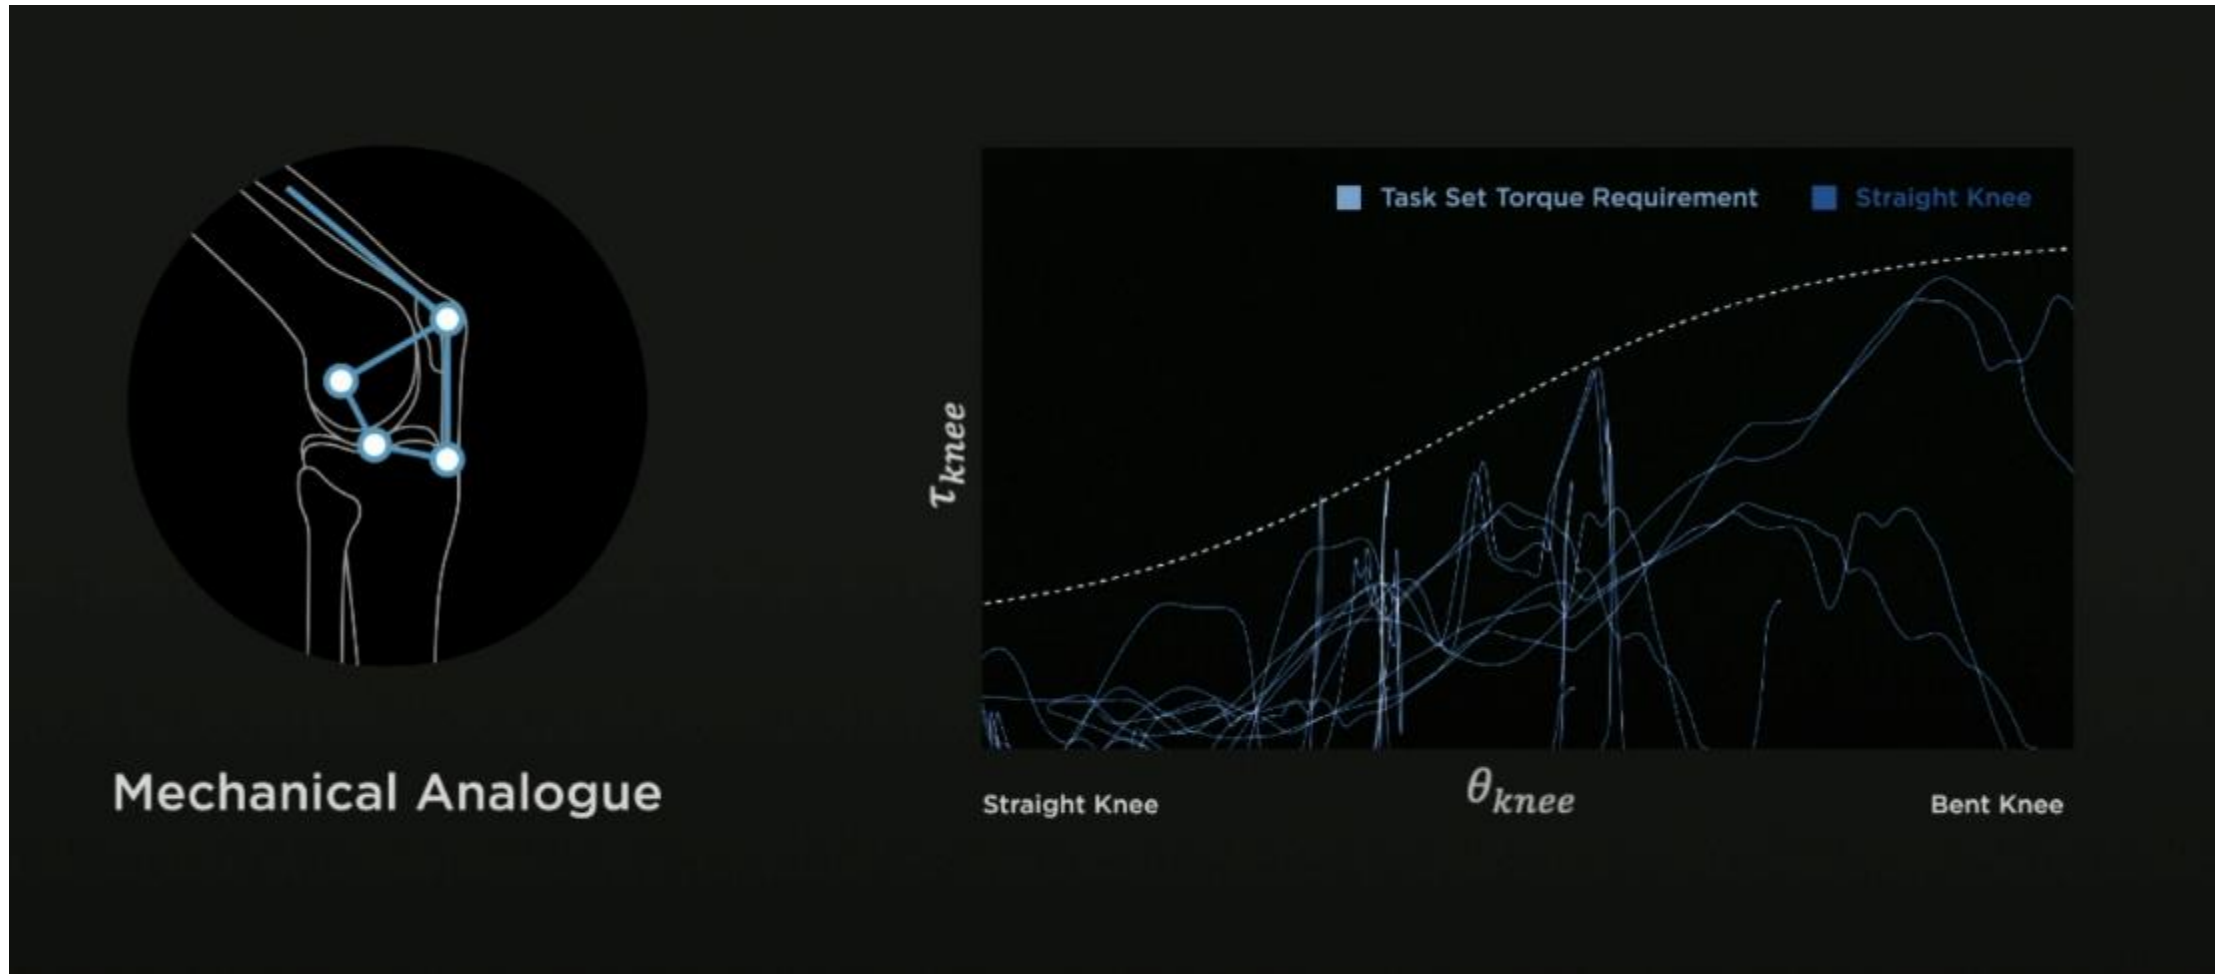 Task Set Torque Requirement
Straight Knee
τknee
Mechanical Analogue
Straight Knee
θknee
Bent Knee